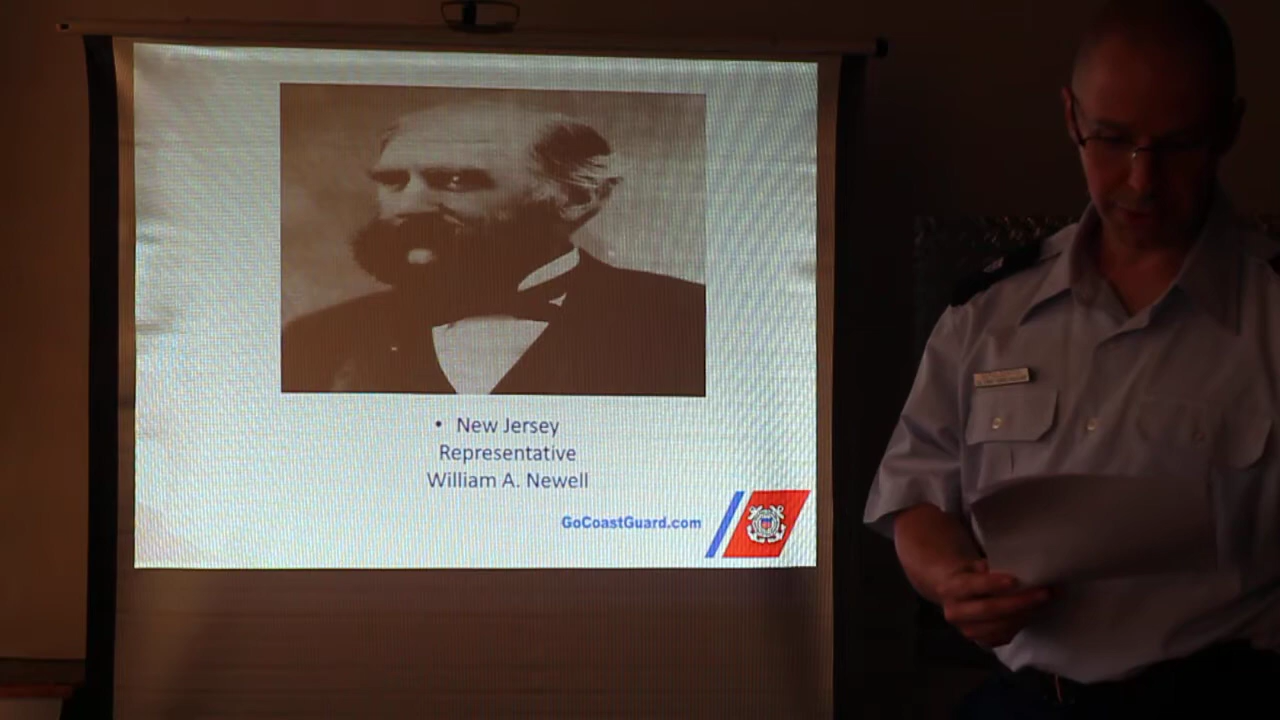 • New Jersey
Representative
William A. Newell
GoCoastGuard.com